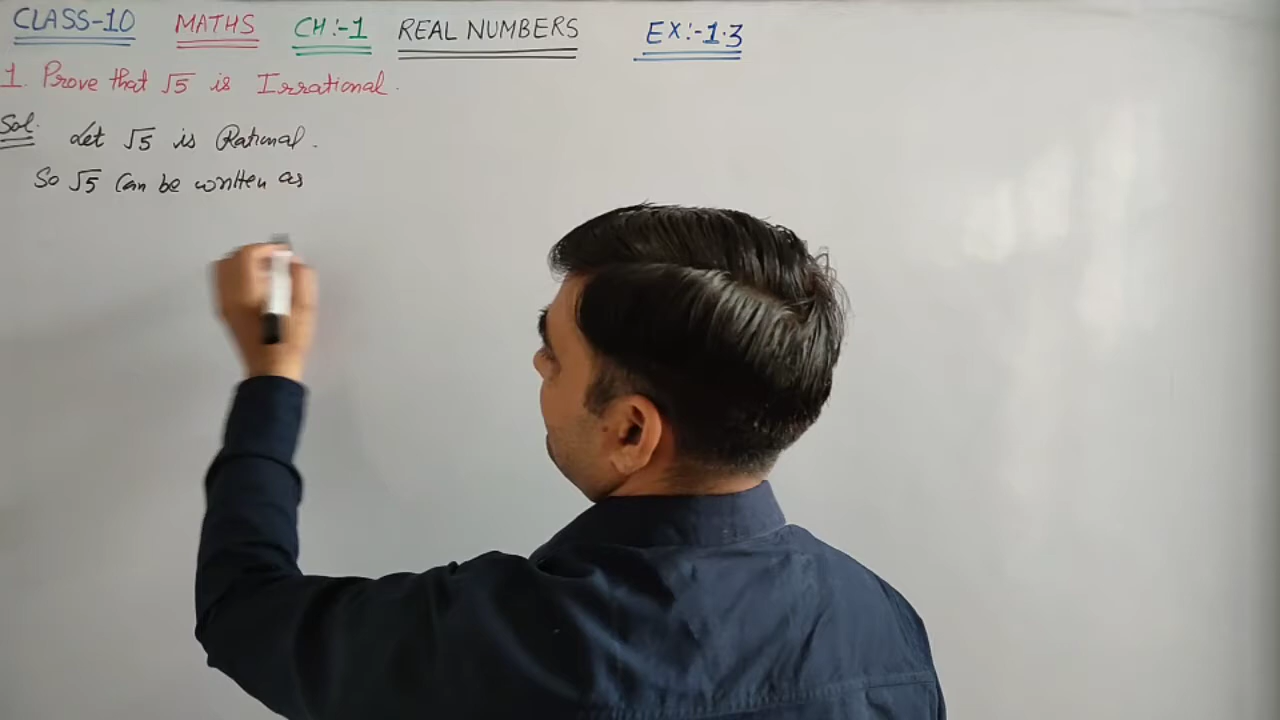 CLASS-10 MATHS CH:-1 REAL NUMBERS EX:-1.3
1. Prove that √5 is Irrational.
Sol. Let √5 is Rational.
So √5 Can be written as